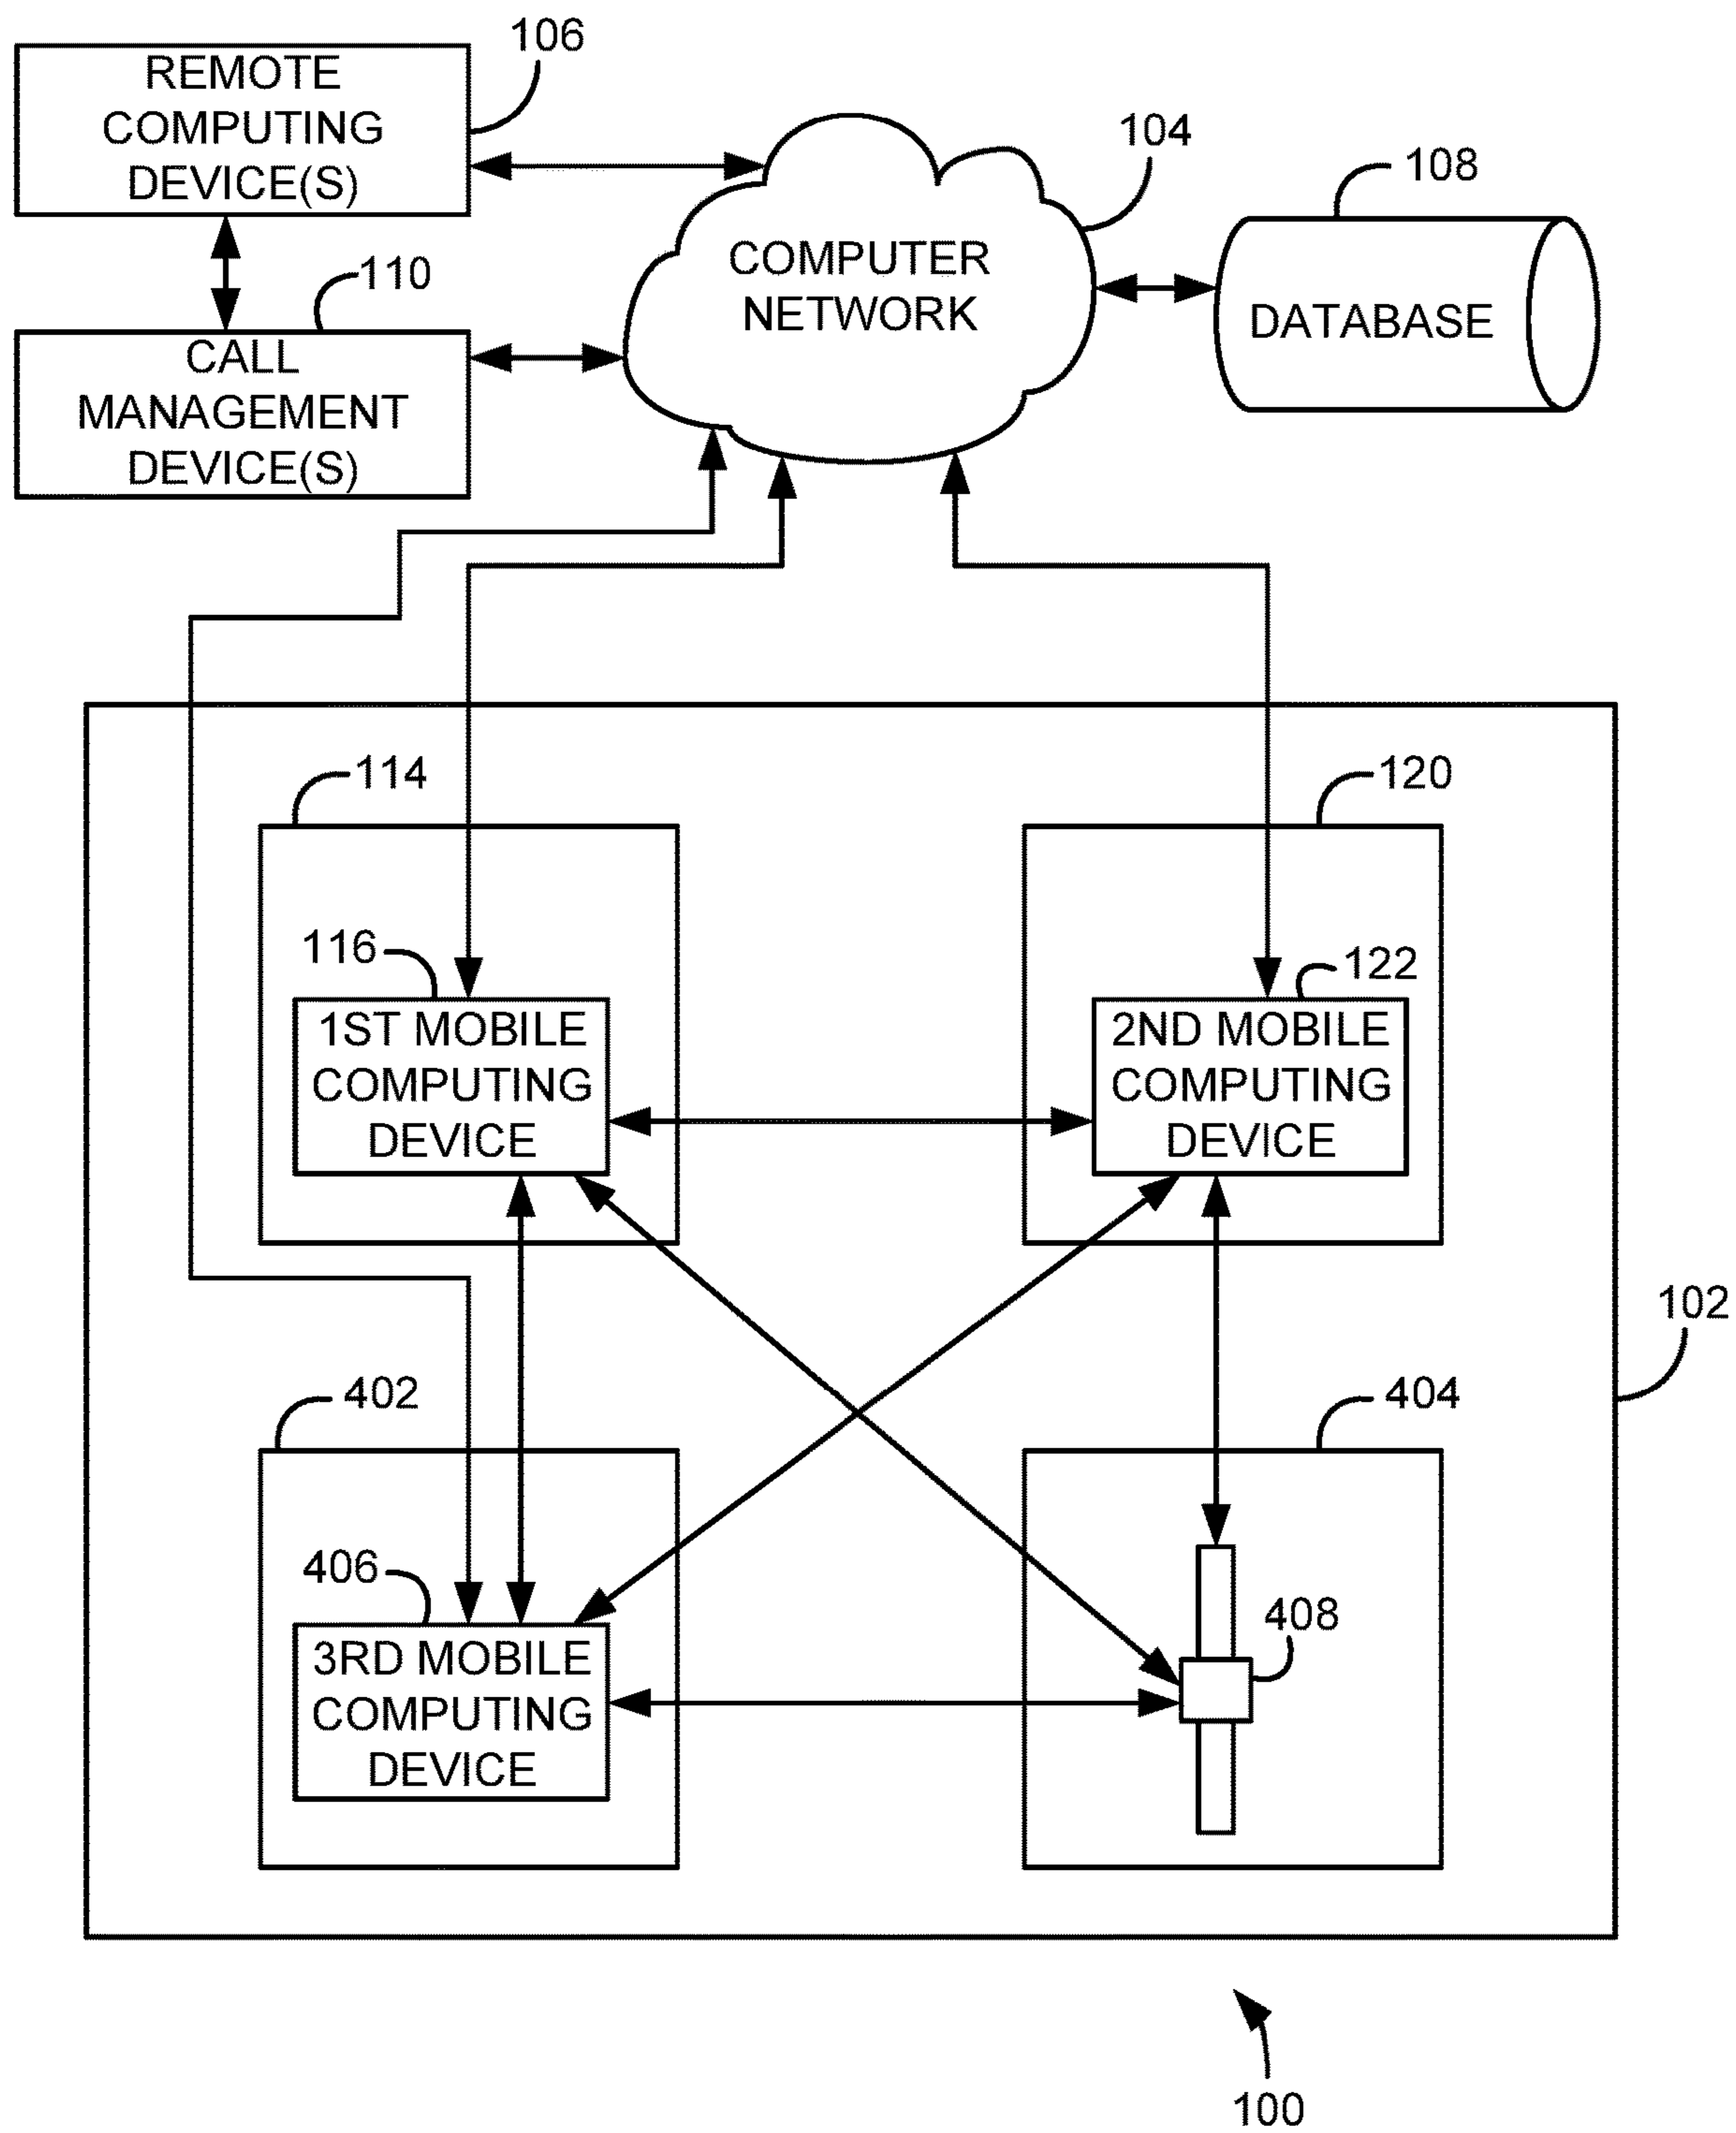 106
REMOTE
COMPUTING
DEVICE(S)
104
108
COMPUTER
NETWORK
DATABASE
110
CALL
MANAGEMENT
DEVICE(S)
114
120
116
122
1ST MOBILE
COMPUTING
DEVICE
2ND MOBILE
COMPUTING
DEVICE
102
402
404
406
408
3RD MOBILE
COMPUTING
DEVICE
100